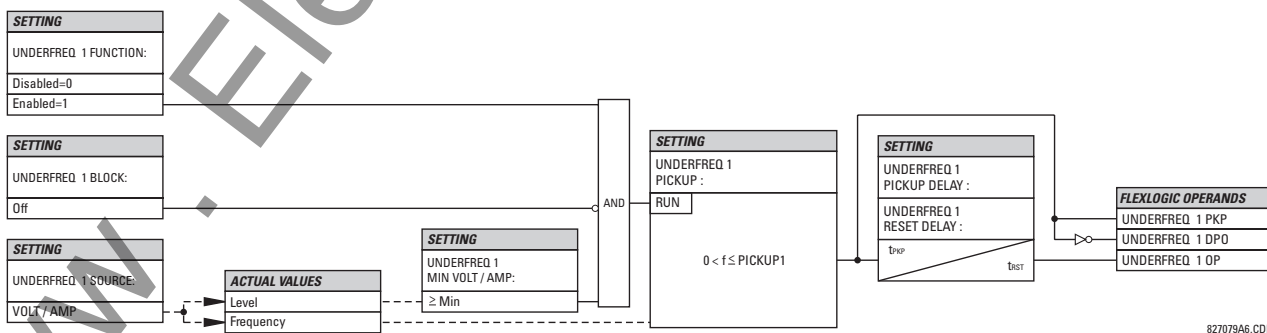 SETTING
UNDERFREQ 1 FUNCTION:
Disabled=0
Enabled=1
SETTING
UNDERFREQ 1 BLOCK:
Off
SETTING
UNDERFREQ 1 SOURCE:
VOLT / AMP
ACTUAL VALUES
Level
Frequency
SETTING
UNDERFREQ 1
MIN VOLT / AMP:
≥ Min
AND
SETTING
UNDERFREQ 1
PICKUP :
RUN
0 < f ≤ PICKUP1
SETTING
UNDERFREQ 1
PICKUP DELAY :
UNDERFREQ 1
RESET DELAY :
tPKP
tRST
FLEXLOGIC OPERANDS
UNDERFREQ 1 PKP
UNDERFREQ 1 DPO
UNDERFREQ 1 OP
827079A6.CD
w . Ele